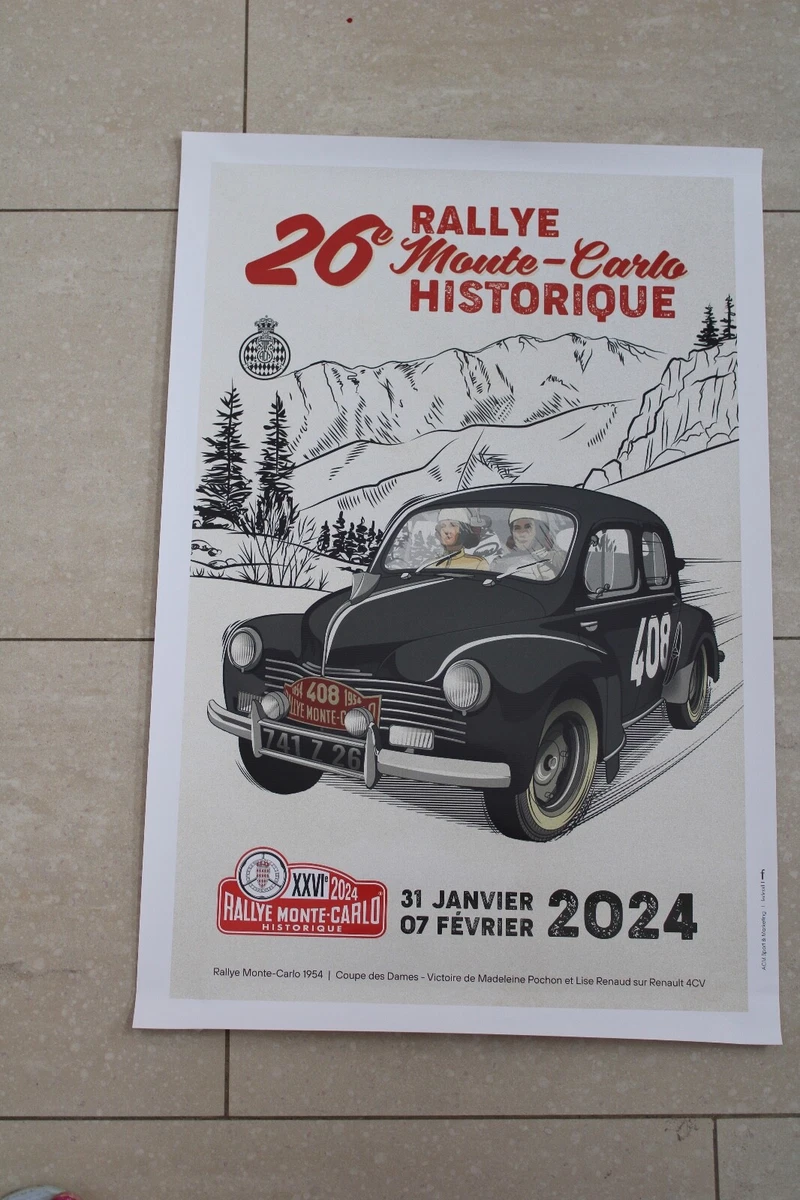 26e RALLYE
Monte-Carlo
HISTORIQUE
408
1954 408 1954
RALLYE MONTE-CARLO
741 Z 26
XXVIe 2024
RALLYE MONTE-CARLO
HISTORIQUE
31 JANVIER
07 FÉVRIER
2024
Rallye Monte-Carlo 1954 | Coupe des Dames - Victoire de Madeleine Pochon et Lise Renaud sur Renault 4CV